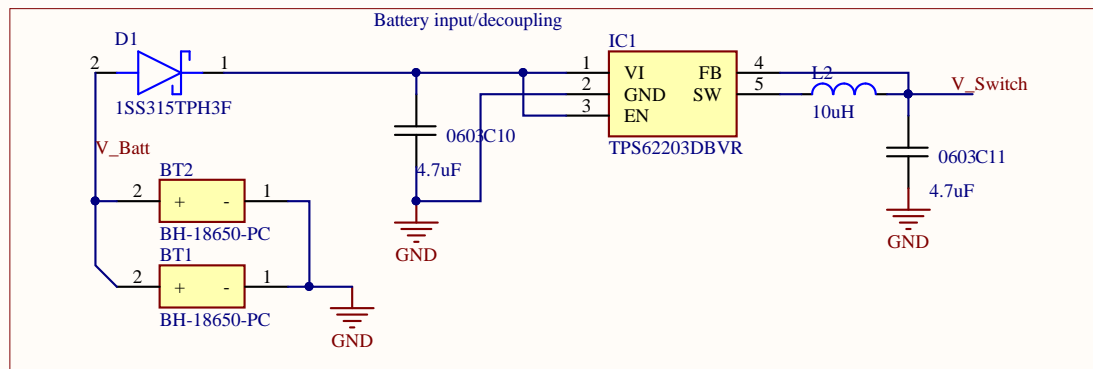 Battery input/decoupling
D1
2
1
1SS315TPH3F
IC1
1
VI
FB
4
2
GND
SW
5
3
EN
TPS62203DBVR
L2
10uH
V_Switch
0603C10
4.7uF
GND
0603C11
4.7uF
GND
V_Batt
BT2
2
+
-
1
BH-18650-PC
BT1
2
+
-
1
BH-18650-PC
GND